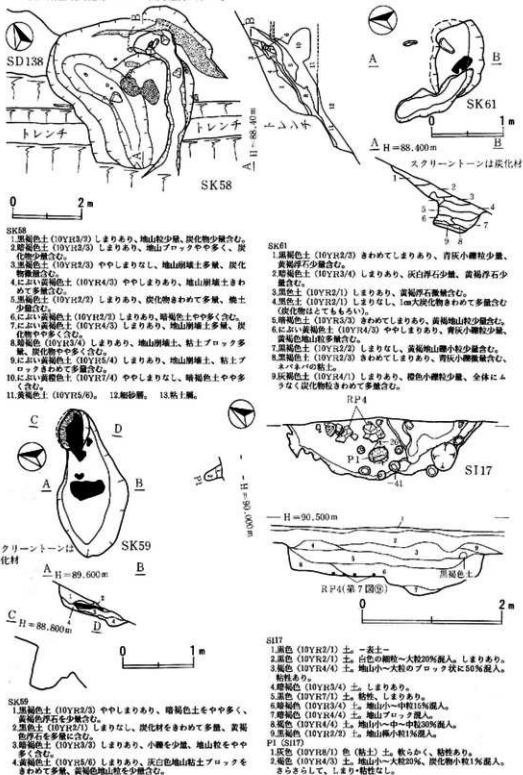 SD138
トレンチ
トレンチ
SK58
B
A
A
B
H=88.40m
トレンチ
A
B
SK61
0 1m
A H=88.400m B
スクリーントーンは炭化材
0 2m
SK58
1.黒褐色土 (10YR3/2) しまりあり、地山粒少量、炭化物少量含む。
2.暗褐色土 (10YR3/3) しまりあり、地山ブロックやや多く、炭
化物少量含む。
3.黒褐色土 (10YR2/3) ややしまりなし、地山崩壊土多量、炭化
物微量含む。
4.にぶい黄褐色土 (10YR4/3) ややしまりあり、地山崩壊土きわ
めて多く含む。
5.黒褐色土 (10YR2/2) しまりあり、炭化物きわめて多量、焼土
少量含む。
6.にぶい黄褐色土 (10YR2/2) しまりあり、暗褐色土やや多く含む。
7.にぶい黄褐色土 (10YR4/3) しまりあり、地山崩壊土多量、炭
化物やや多く含む。
8.暗褐色 (10YR3/4) しまりあり、地山崩壊土、粘土ブロック多
量、炭化物やや多く含む。
9.にぶい黄褐色土 (10YR5/4) しまりあり、地山崩壊土、粘土ブ
ロックきわめて多量含む。
10.にぶい黄橙色土 (10YR7/4) ややしまりなし、暗褐色土やや多
く含む。
11.黄褐色土 (10YR5/6)。 12.細砂層。 13.粘土層。
SK61
1.黒褐色土 (10YR2/3) きわめてしまりあり、青灰小礫粒少量、
黄褐浮石少量含む。
2.暗褐色土 (10YR3/4) しまりあり、灰白浮石少量、黄褐浮石少
量含む。
3.黒色土 (10YR2/1) しまりあり、黄褐浮石微量含む。
4.黒色土 (10YR2/1) しまりなし、1cm大炭化物きわめて多量含む
(炭化物はとてももろい)。
5.暗褐色土 (10YR3/3) きわめてしまりあり、黄褐地山粒少量含む。
6.にぶい黄褐色土 (10YR4/3) ややしまりあり、青灰小礫粒少量、
黄褐色地山粒多量含む。
7.黒褐色土 (10YR2/2) しまりなし、黄褐地山礫小粒少量含む。
8.黒褐色土 (10YR2/3) きわめてしまりあり、青灰小礫微量含む、
ネバネバの粘土。
9.灰褐色土 (10YR4/1) しまりあり、橙色小礫粒少量、全体にム
ラなく炭化物粒きわめて多量含む。
C
D
A
B
SK59
クリーントーンは
化材
A H=89.600m B
C H=88.800m D
0 1m
P1
H=90.000m
RP4
26
P1
41
SI17
H=90.500m
黒褐色土
RP4(第7図⑨)
0 2m
SK59
1.黒褐色土 (10YR2/3) ややしまりあり、暗褐色土をやや多く、
黄褐色浮石を少量含む。
2.黒色土 (10YR2/1) しまりなし、炭化材をきわめて多量、黄褐
色浮石を多量に含む。
3.暗褐色土 (10YR3/3) しまりあり、小礫を少量、地山粒をやや
多く含む。
4.黄褐色土 (10YR5/6) しまりあり、灰白色地山粘土ブロックを
きわめて多量、黄褐色地山粒を少量含む。
SI17
1.黒色 (10YR2/1) 土。-表土-
2.黒色 (10YR2/1) 土。白色の細粒~大粒20%混入。しまりあり。
3.褐色 (10YR4/4) 土。地山小~大粒のブロック状に50%混入。
粘性あり。
4.暗褐色 (10YR3/4) 土。しまりあり。
5.黒色 (10YR7/1) 土。粘性、しまりあり。
6.暗褐色 (10YR3/4) 土。地山小~中粒15%混入。
7.暗褐色 (10YR4/4) 土。地山ブロック混入。
8.褐色 (10YR4/4) 土。地山小~中~中粒30%混入。
9.黒褐色 (10YR2/2) 土。地山極小粒1%混入。
P1 (SI17)
1.灰色 (10YR8/1) 色 (粘土) 土。軟らかく、粘性あり。
2.褐色 (10YR4/3) 土。地山小~大粒20%、炭化物小粒1%混入。
さらさらして、しまり・粘性なし。